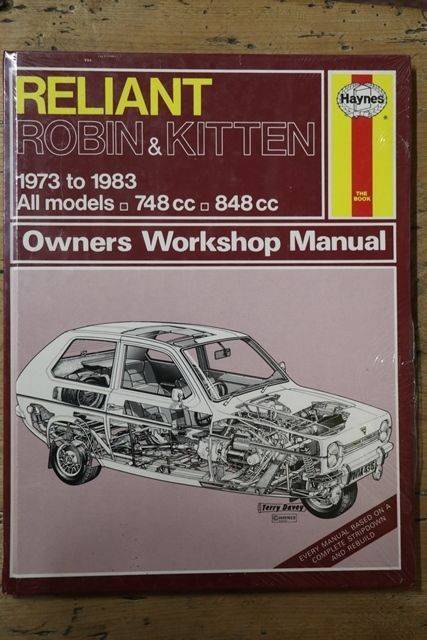 RELIANT
ROBIN & KITTEN
1973 to 1983
All models □ 748 cc □ 848 cc
Haynes
®
THE
BOOK
Owners Workshop Manual
Terry Davey
© HAYNES
EVERY MANUAL BASED ON A
COMPLETE STRIPDOWN
AND REBUILD